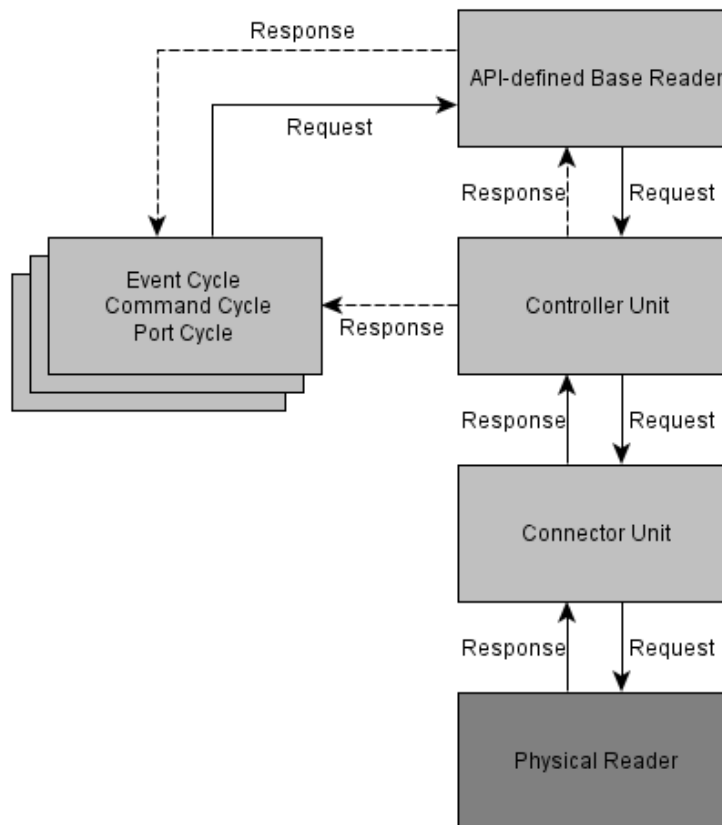 Response
API-defined Base Reader
Request
Response
Request
Event Cycle
Command Cycle
Port Cycle
Response
Controller Unit
Response
Request
Connector Unit
Response
Request
Physical Reader